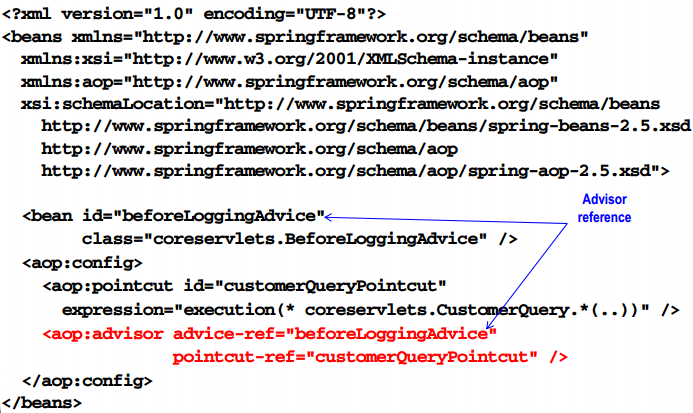 <?xml version="1.0" encoding="UTF-8"?>
<beans xmlns="http://www.springframework.org/schema/beans"
xmlns:xsi="http://www.w3.org/2001/XMLSchema-instance"
xmlns:aop="http://www.springframework.org/schema/aop"
xsi:schemaLocation="http://www.springframework.org/schema/beans
http://www.springframework.org/schema/beans/spring-beans-2.5.xsd
http://www.springframework.org/schema/aop
http://www.springframework.org/schema/aop/spring-aop-2.5.xsd">
Advisor
reference
<bean id="beforeLoggingAdvice"
class="coreservlets.BeforeLoggingAdvice" />
<aop:config>
<aop:pointcut id="customerQueryPointcut"
expression="execution(* coreservlets.CustomerQuery.*(..))" />
<aop:advisor advice-ref="beforeLoggingAdvice"
pointcut-ref="customerQueryPointcut" />
</aop:config>
</beans>